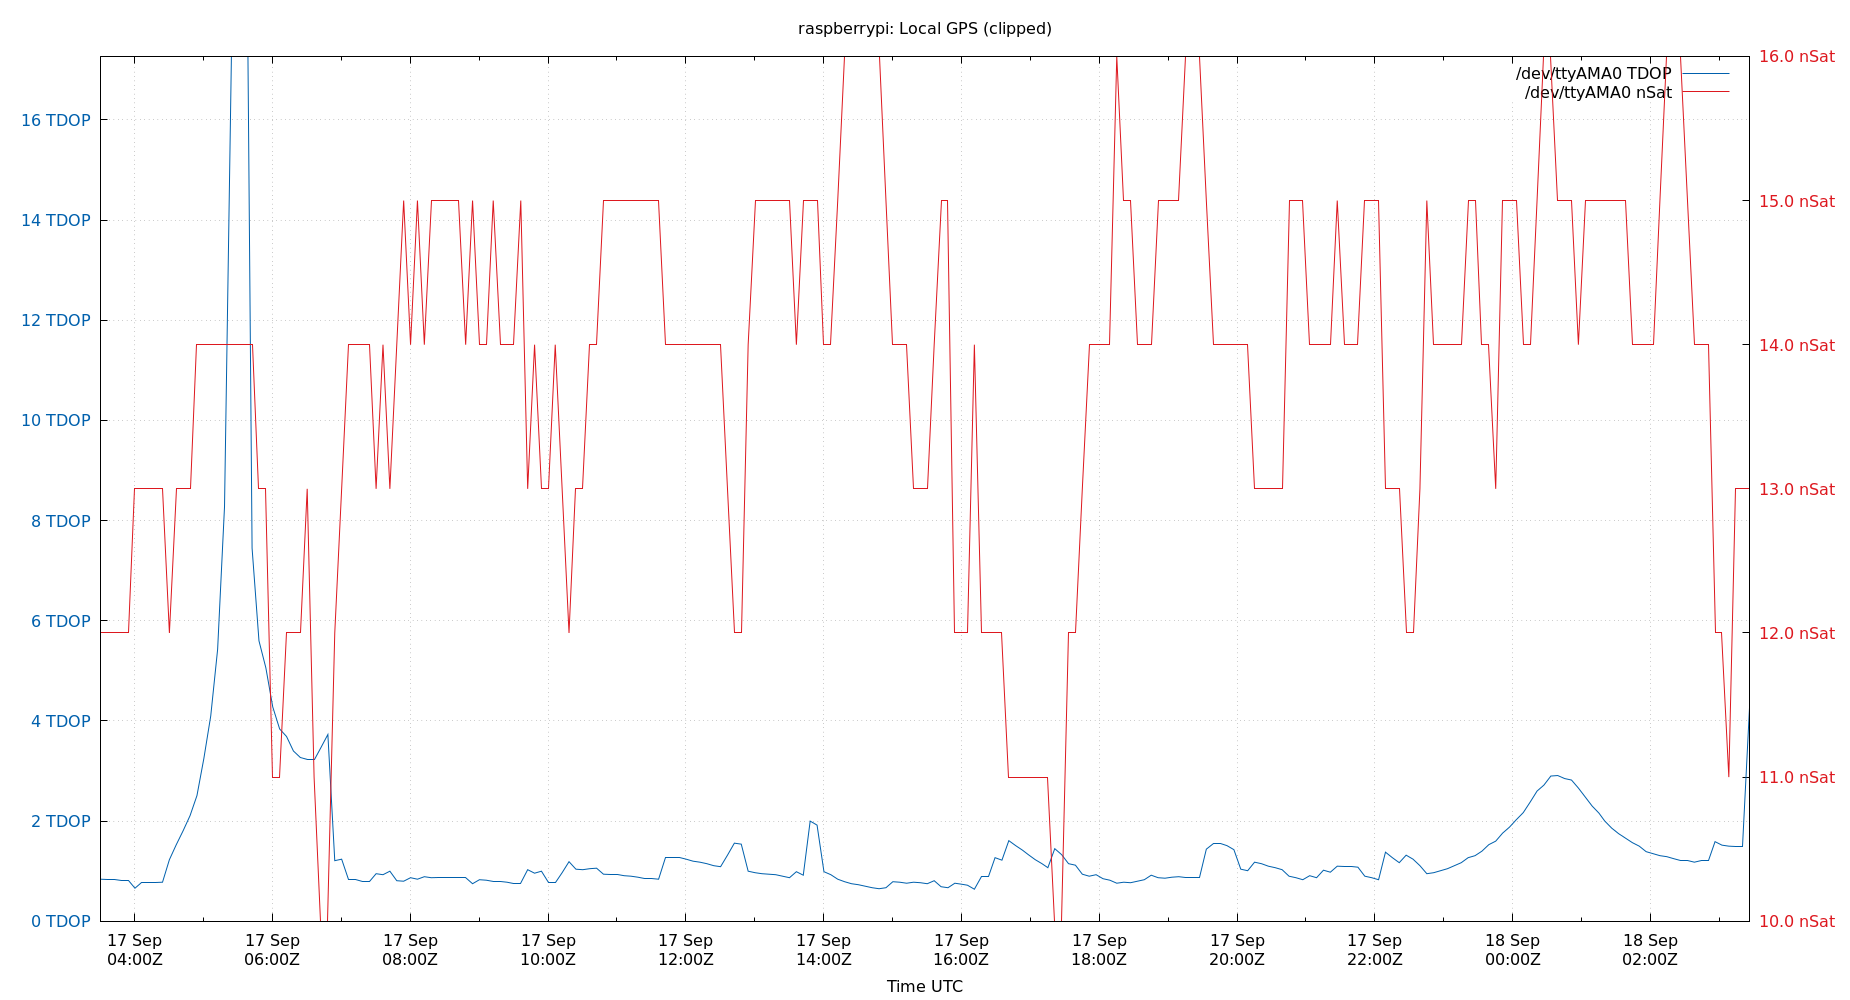 raspberrypi: Local GPS (clipped)
/dev/ttyAMA0 TDOP
/dev/ttyAMA0 nSat
16 TDOP
14 TDOP
12 TDOP
10 TDOP
8 TDOP
6 TDOP
4 TDOP
2 TDOP
0 TDOP
16.0 nSat
15.0 nSat
14.0 nSat
13.0 nSat
12.0 nSat
11.0 nSat
10.0 nSat
17 Sep 17 Sep 17 Sep 17 Sep 17 Sep 17 Sep 17 Sep 17 Sep 17 Sep 17 Sep 18 Sep 18 Sep
04:00Z 06:00Z 08:00Z 10:00Z 12:00Z 14:00Z 16:00Z 18:00Z 20:00Z 22:00Z 00:00Z 02:00Z
Time UTC